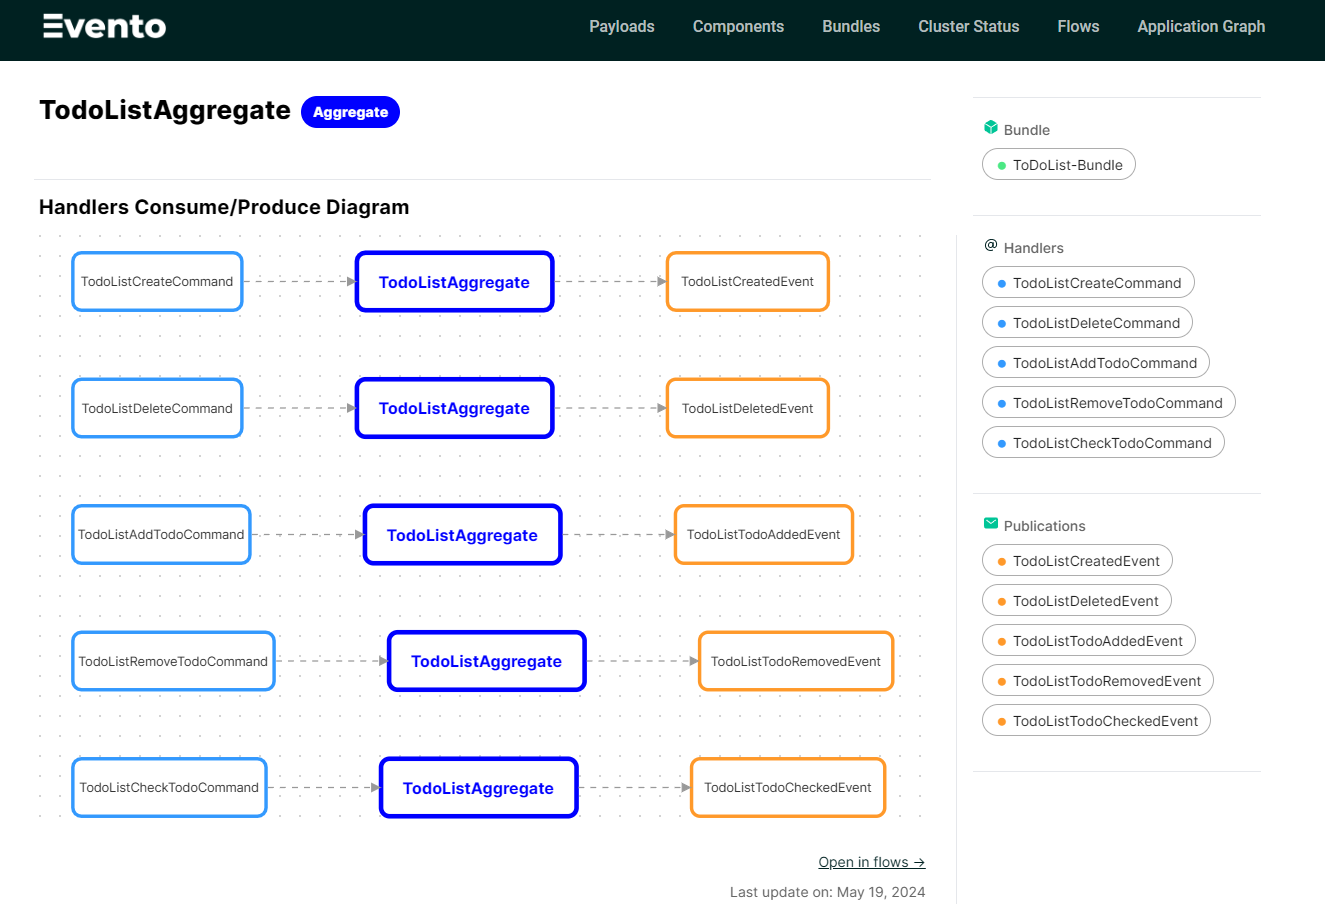 Evento
Payloads Components Bundles Cluster Status Flows Application Graph
TodoListAggregate Aggregate
Handlers Consume/Produce Diagram
TodoListCreateCommand TodoListAggregate TodoListCreatedEvent
TodoListDeleteCommand TodoListAggregate TodoListDeletedEvent
TodoListAddTodoCommand TodoListAggregate TodoListTodoAddedEvent
TodoListRemoveTodoCommand TodoListAggregate TodoListTodoRemovedEvent
TodoListCheckTodoCommand TodoListAggregate TodoListTodoCheckedEvent
Open in flows →
Last update on: May 19, 2024
Bundle
ToDoList-Bundle
@ Handlers
TodoListCreateCommand
TodoListDeleteCommand
TodoListAddTodoCommand
TodoListRemoveTodoCommand
TodoListCheckTodoCommand
Publications
TodoListCreatedEvent
TodoListDeletedEvent
TodoListTodoAddedEvent
TodoListTodoRemovedEvent
TodoListTodoCheckedEvent